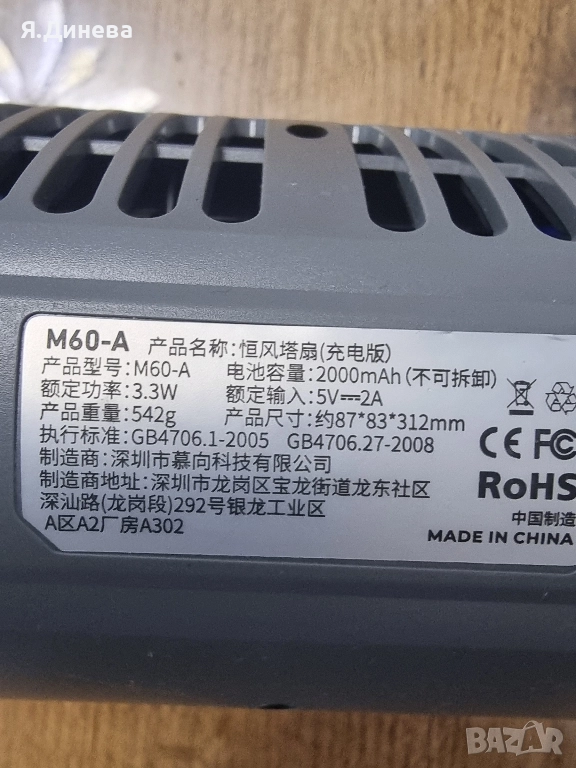 Я.Динева
M60-A 产品名称:恒风塔扇(充电版)
产品型号:M60-A 电池容量:2000mAh(不可拆卸)
额定功率:3.3W 额定输入:5V⎓2A
产品重量:542g 产品尺寸:约87*83*312mm
执行标准:GB4706.1-2005 GB4706.27-2008
制造商:深圳市慕向科技有限公司
制造商地址:深圳市龙岗区宝龙街道龙东社区
深汕路(龙岗段)292号银龙工业区
A区A2厂房A302
CE FC
RoHS
中国制造
MADE IN CHINA
BAZAR